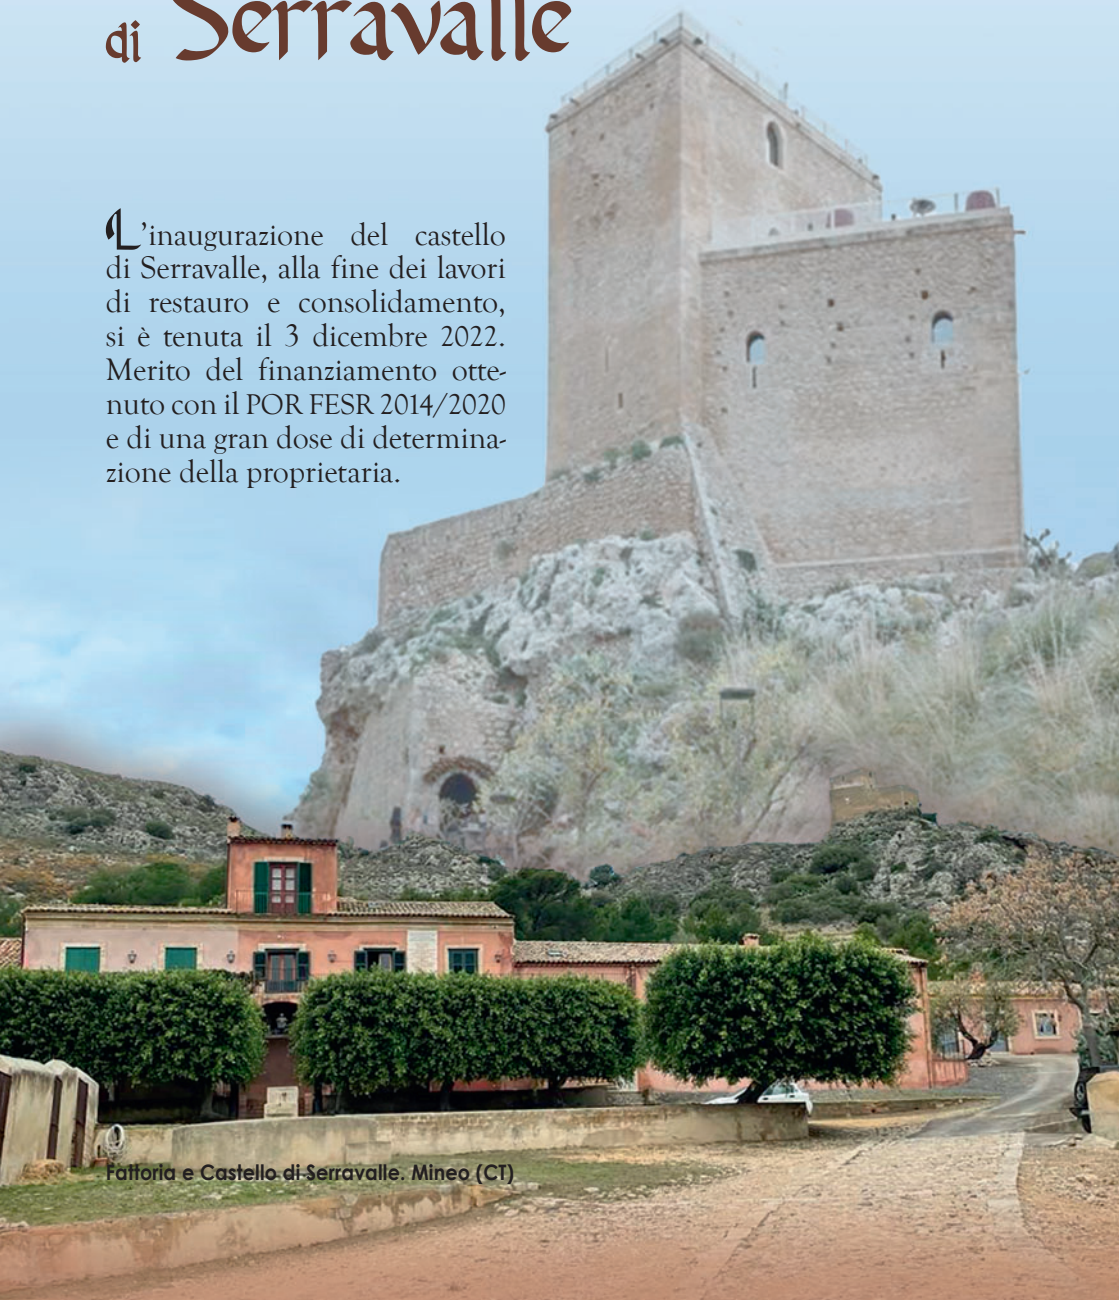 di Serravalle
L'inaugurazione del castello
di Serravalle, alla fine dei lavori
di restauro e consolidamento,
si è tenuta il 3 dicembre 2022.
Merito del finanziamento otte-
nuto con il POR FESR 2014/2020
e di una gran dose di determina-
zione della proprietaria.
Fattoria e Castello di Serravalle. Mineo (CT)